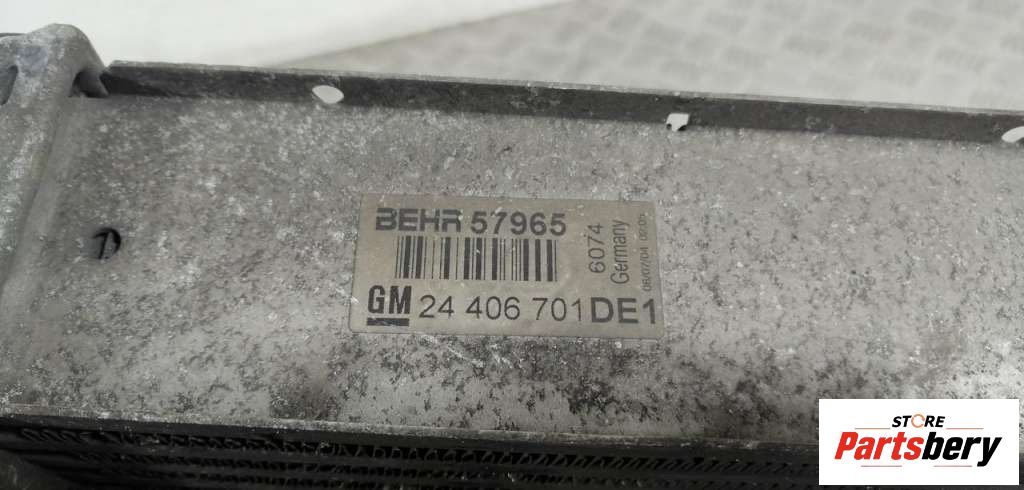 BEHR 57965
GM 24 406 701 DE1
6074
Germany
STORE
Partsbery